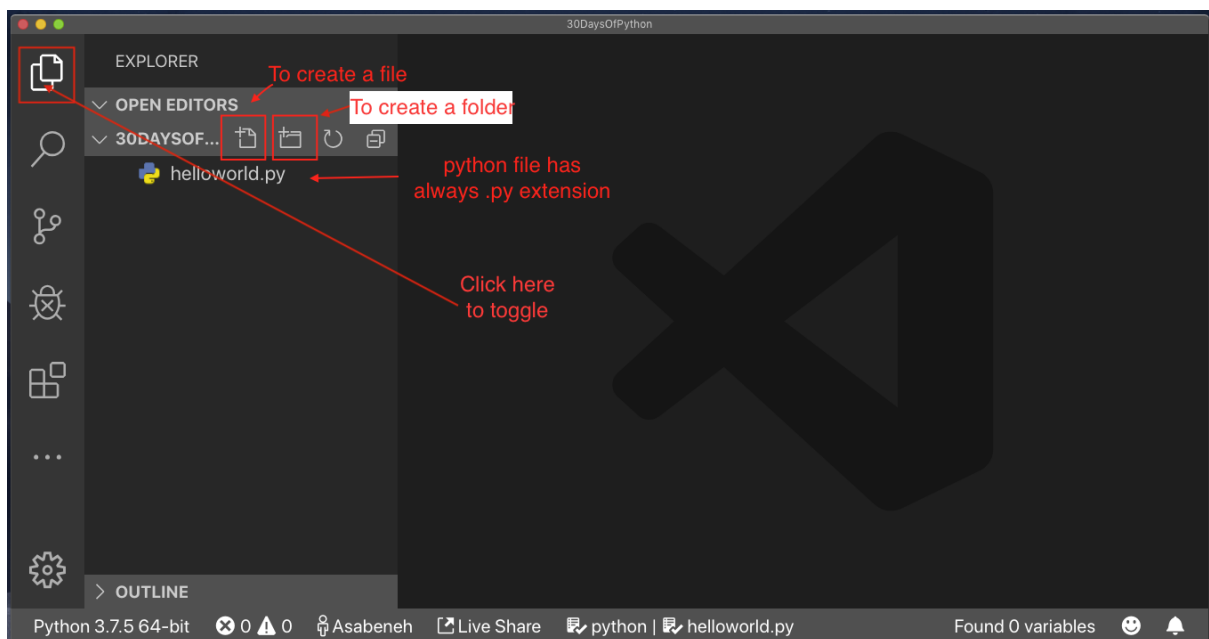 30DaysOfPython
EXPLORER
To create a file
OPEN EDITORS
To create a folder
30DAYSOF...
helloworld.py
python file has
always .py extension
Click here
to toggle
OUTLINE
Python 3.7.5 64-bit 0 0 Asabeneh Live Share python | helloworld.py Found 0 variables